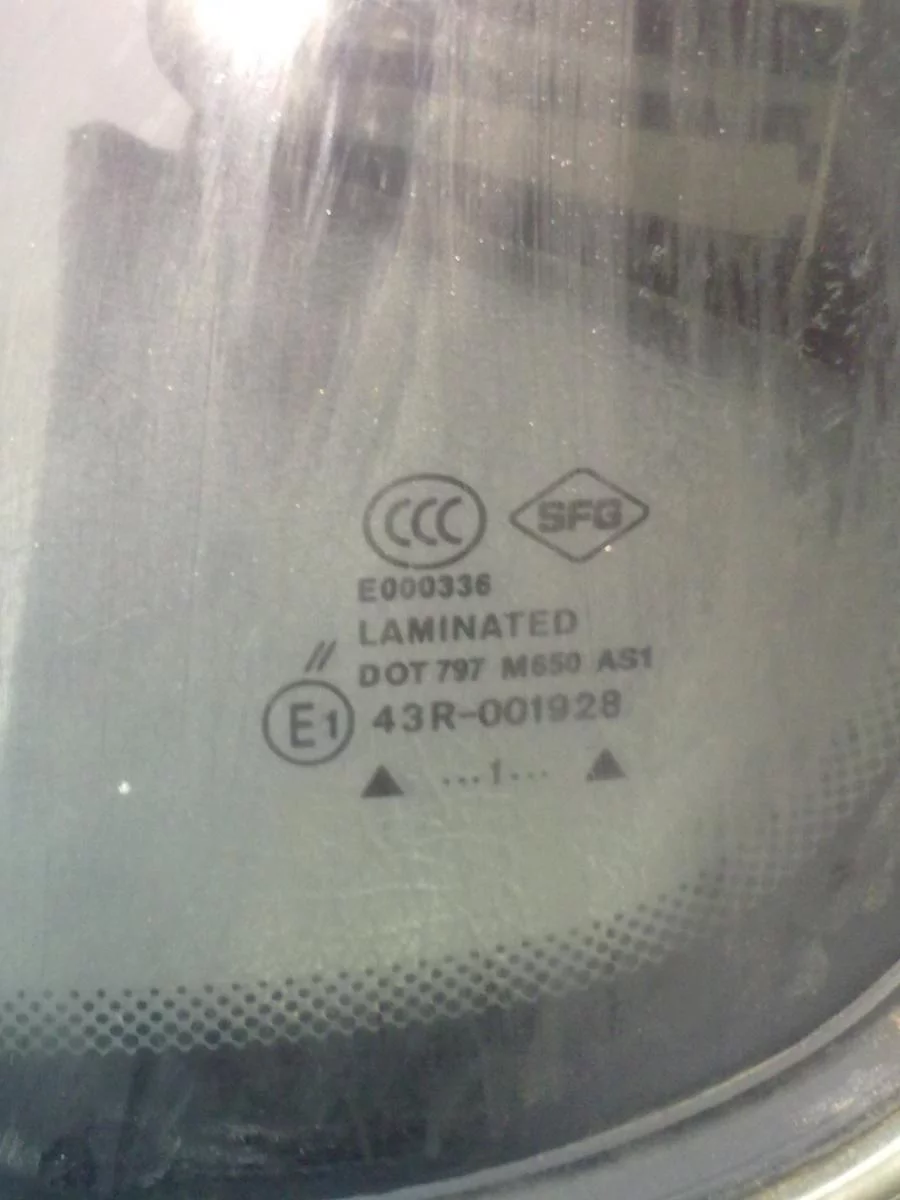 CCC SFG
E000336
LAMINATED
//
DOT 797 M650 AS1
E1 43R-001928
▲ ...1... ▲